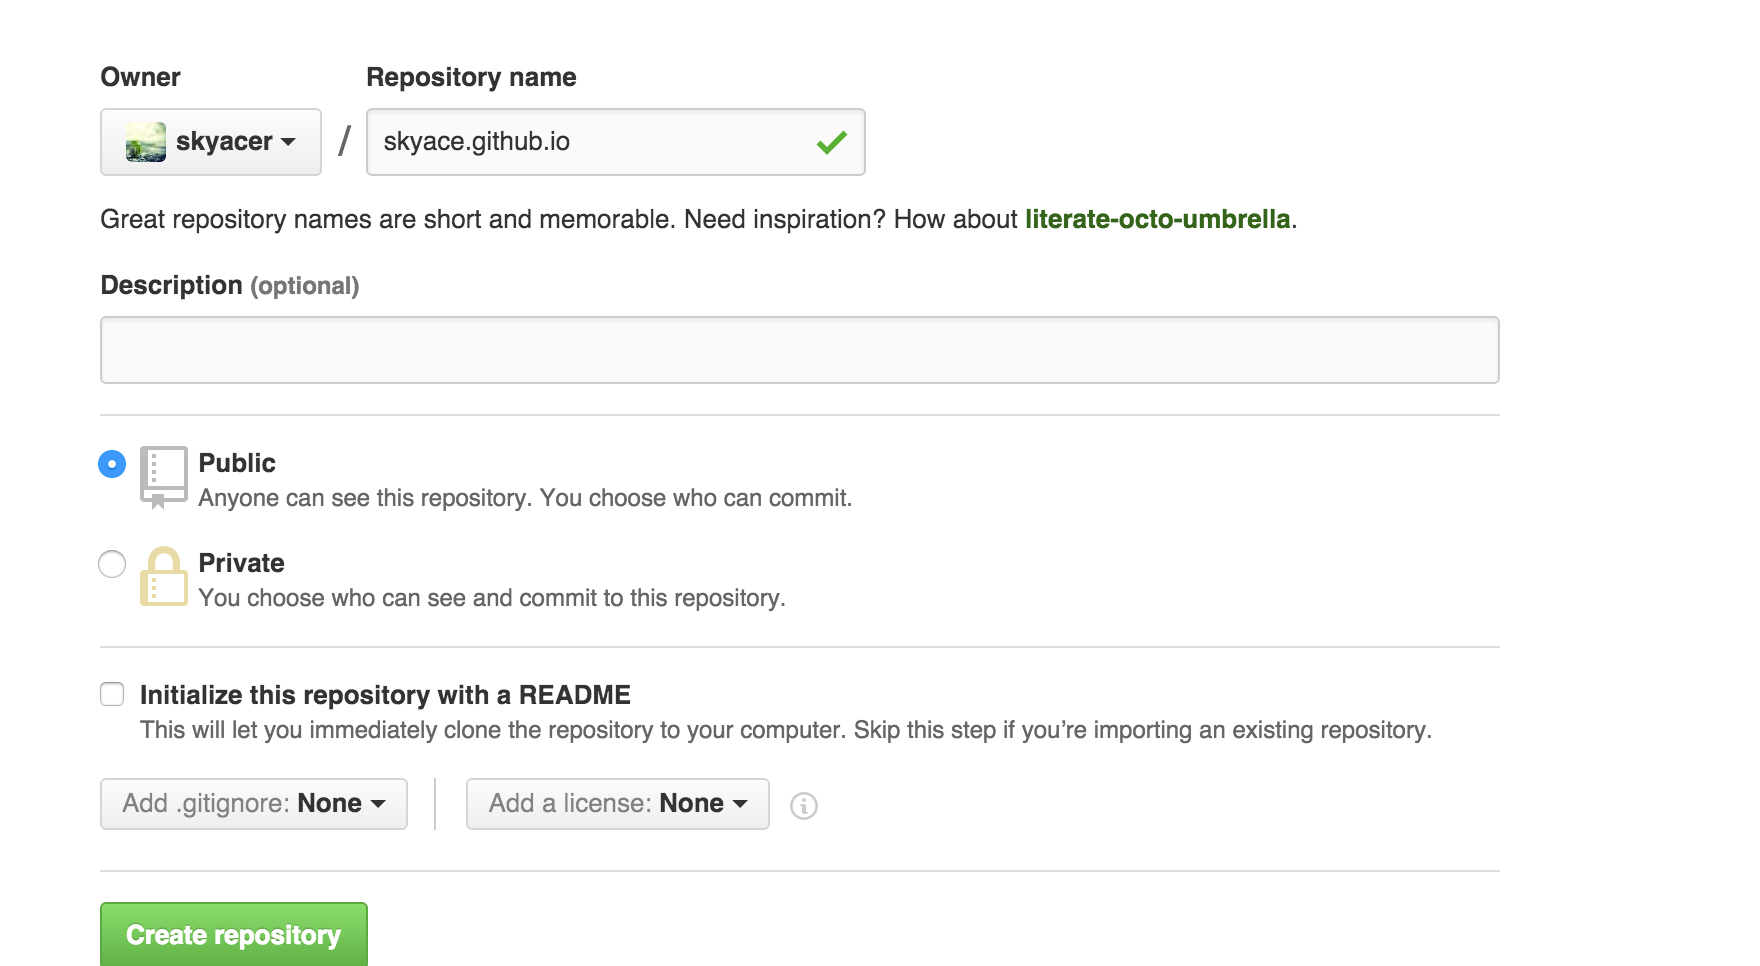 Owner
Repository name
skyacer
/
skyace.github.io
Great repository names are short and memorable. Need inspiration? How about literate-octo-umbrella.
Description (optional)
Public
Anyone can see this repository. You choose who can commit.
Private
You choose who can see and commit to this repository.
Initialize this repository with a README
This will let you immediately clone the repository to your computer. Skip this step if you’re importing an existing repository.
Add .gitignore: None
Add a license: None
Create repository